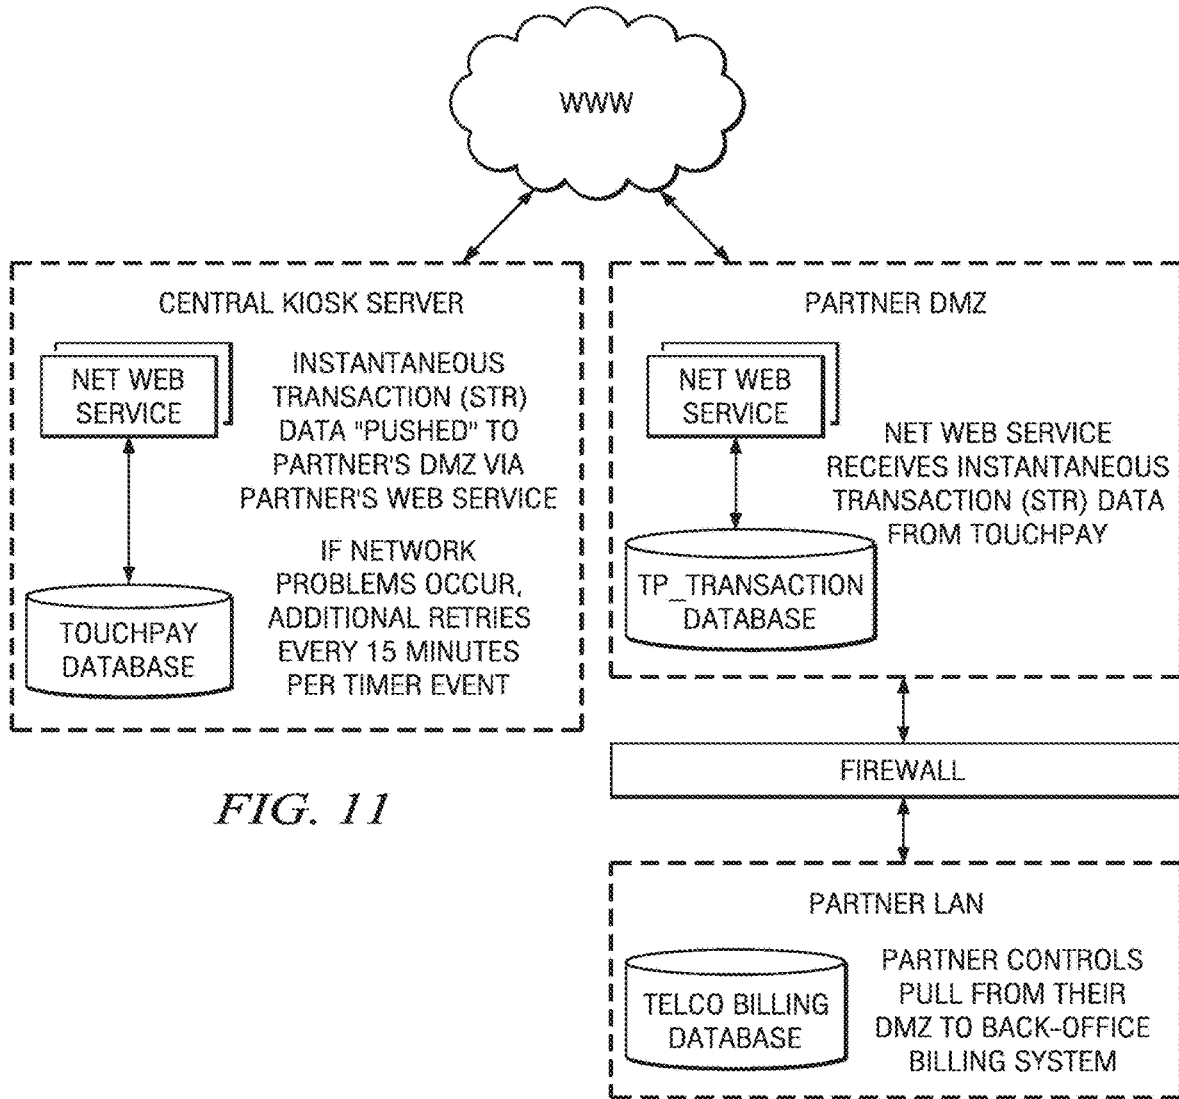 WWW
CENTRAL KIOSK SERVER
NET WEB
SERVICE
INSTANTANEOUS
TRANSACTION (STR)
DATA "PUSHED" TO
PARTNER'S DMZ VIA
PARTNER'S WEB SERVICE
IF NETWORK
PROBLEMS OCCUR,
ADDITIONAL RETRIES
EVERY 15 MINUTES
PER TIMER EVENT
TOUCHPAY
DATABASE
PARTNER DMZ
NET WEB
SERVICE
NET WEB SERVICE
RECEIVES INSTANTANEOUS
TRANSACTION (STR) DATA
FROM TOUCHPAY
TP_TRANSACTION
DATABASE
FIREWALL
FIG. 11
PARTNER LAN
TELCO BILLING
DATABASE
PARTNER CONTROLS
PULL FROM THEIR
DMZ TO BACK-OFFICE
BILLING SYSTEM